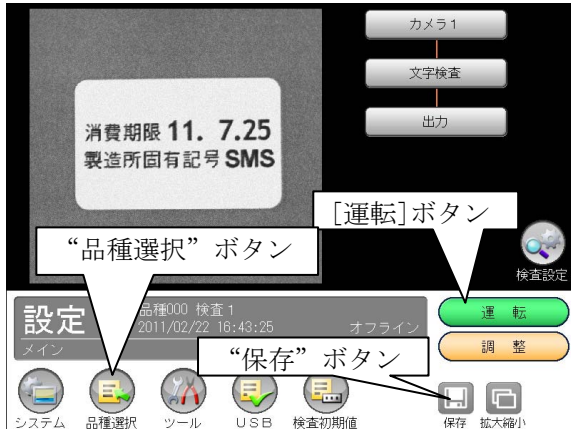 カメラ1
文字検査
出力
消費期限 11. 7.25
製造所固有記号 SMS
[運転]ボタン
“品種選択”ボタン
検査設定
設定
品種000 検査1
2011/02/22 16:43:25
オフライン
メイン
運 転
調 整
“保存”ボタン
システム
品種選択
ツール
USB
検査初期値
保存
拡大縮小